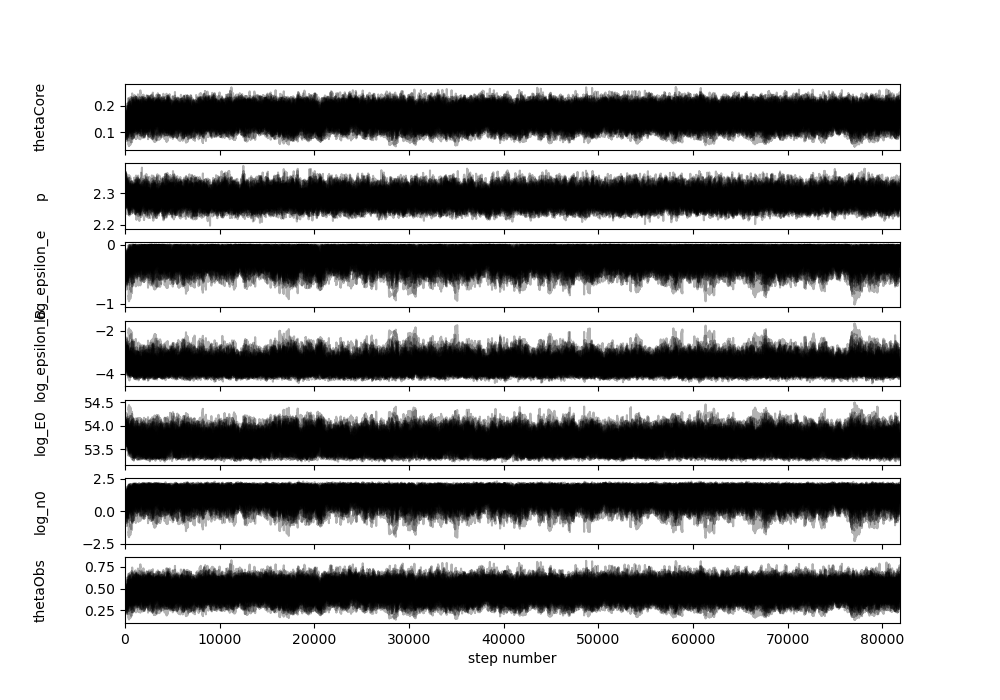 thetaCore
0.2
0.1
p
2.3
2.2
log_epsilon_e
0
−1
log_epsilon_B
−2
−4
log_E0
54.5
54.0
53.5
log_n0
2.5
0.0
−2.5
thetaObs
0.75
0.50
0.25
0 10000 20000 30000 40000 50000 60000 70000 80000
step number